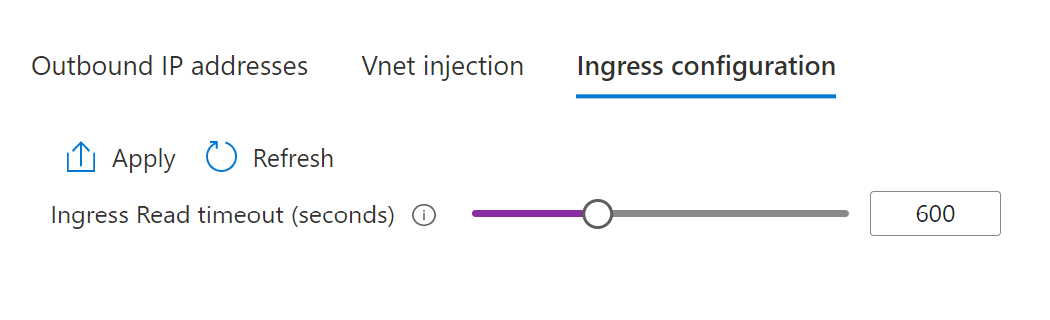 Outbound IP addresses Vnet injection Ingress configuration
Apply Refresh
Ingress Read timeout (seconds) 600